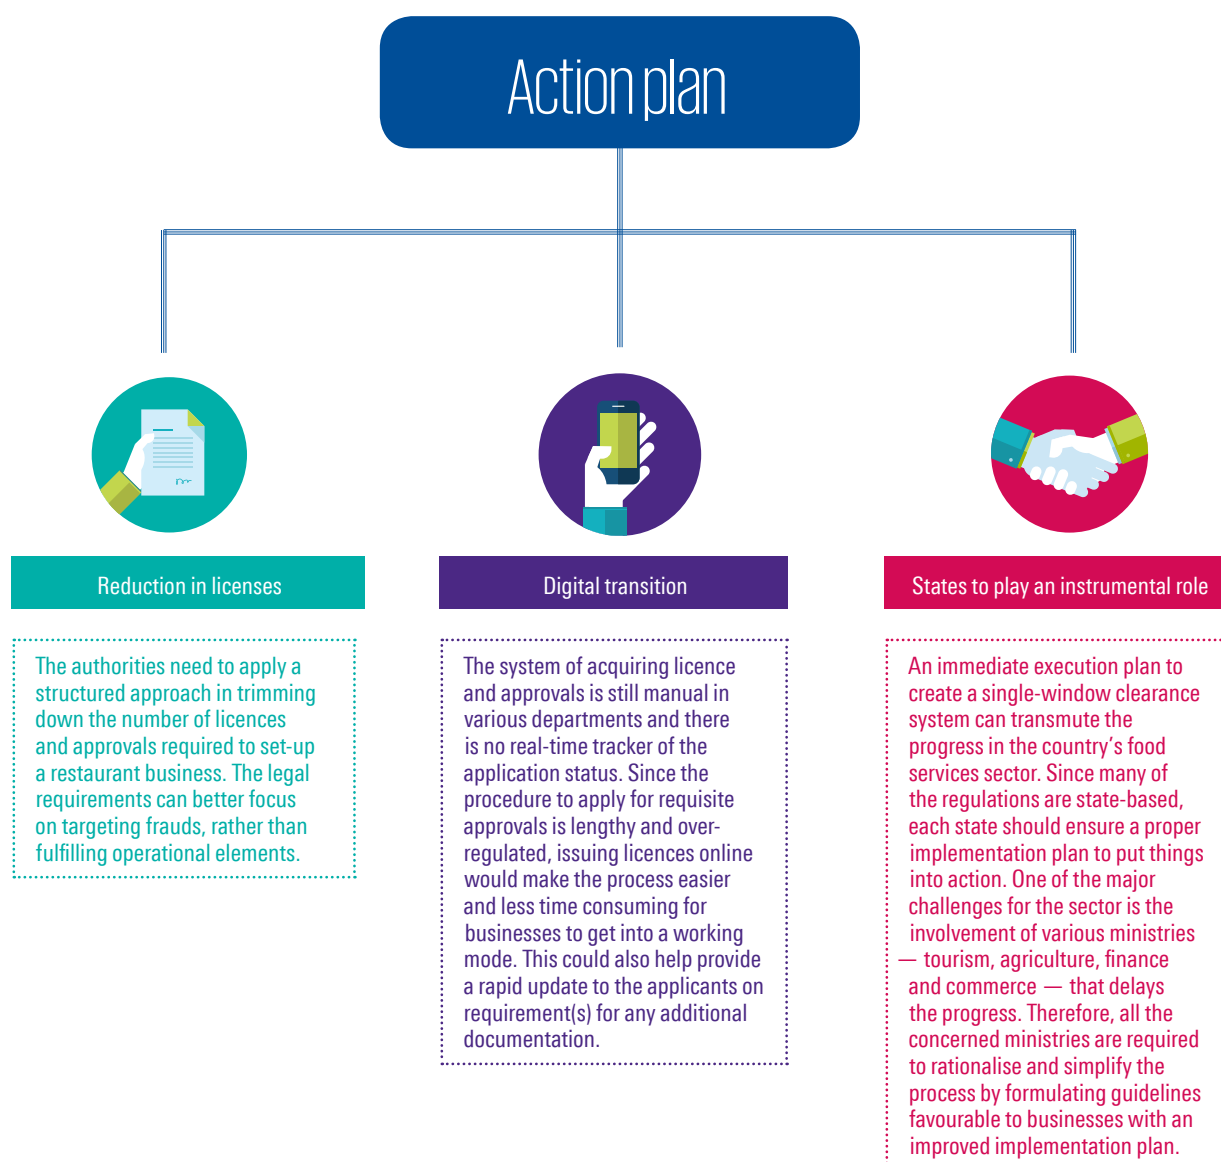 Action plan
Reduction in licenses
The authorities need to apply a
structured approach in trimming
down the number of licences
and approvals required to set-up
a restaurant business. The legal
requirements can better focus
on targeting frauds, rather than
fulfilling operational elements.
Digital transition
The system of acquiring licence
and approvals is still manual in
various departments and there
is no real-time tracker of the
application status. Since the
procedure to apply for requisite
approvals is lengthy and over-
regulated, issuing licences online
would make the process easier
and less time consuming for
businesses to get into a working
mode. This could also help provide
a rapid update to the applicants on
requirement(s) for any additional
documentation.
States to play an instrumental role
An immediate execution plan to
create a single-window clearance
system can transmute the
progress in the country's food
services sector. Since many of
the regulations are state-based,
each state should ensure a proper
implementation plan to put things
into action. One of the major
challenges for the sector is the
involvement of various ministries
— tourism, agriculture, finance
and commerce — that delays
the progress. Therefore, all the
concerned ministries are required
to rationalise and simplify the
process by formulating guidelines
favourable to businesses with an
improved implementation plan.